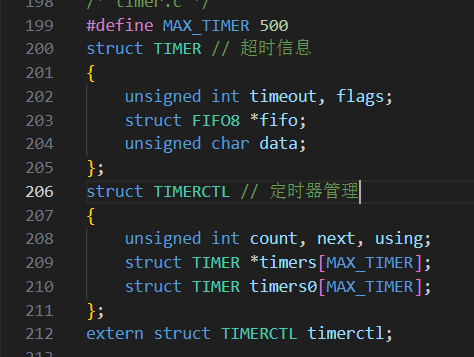 198 /* timer.c */
199 #define MAX_TIMER 500
200 struct TIMER // 超时信息
201 {
202     unsigned int timeout, flags;
203     struct FIFO8 *fifo;
204     unsigned char data;
205 };
206 struct TIMERCTL // 定时器管理
207 {
208     unsigned int count, next, using;
209     struct TIMER *timers[MAX_TIMER];
210     struct TIMER timers0[MAX_TIMER];
211 };
212 extern struct TIMERCTL timerctl;